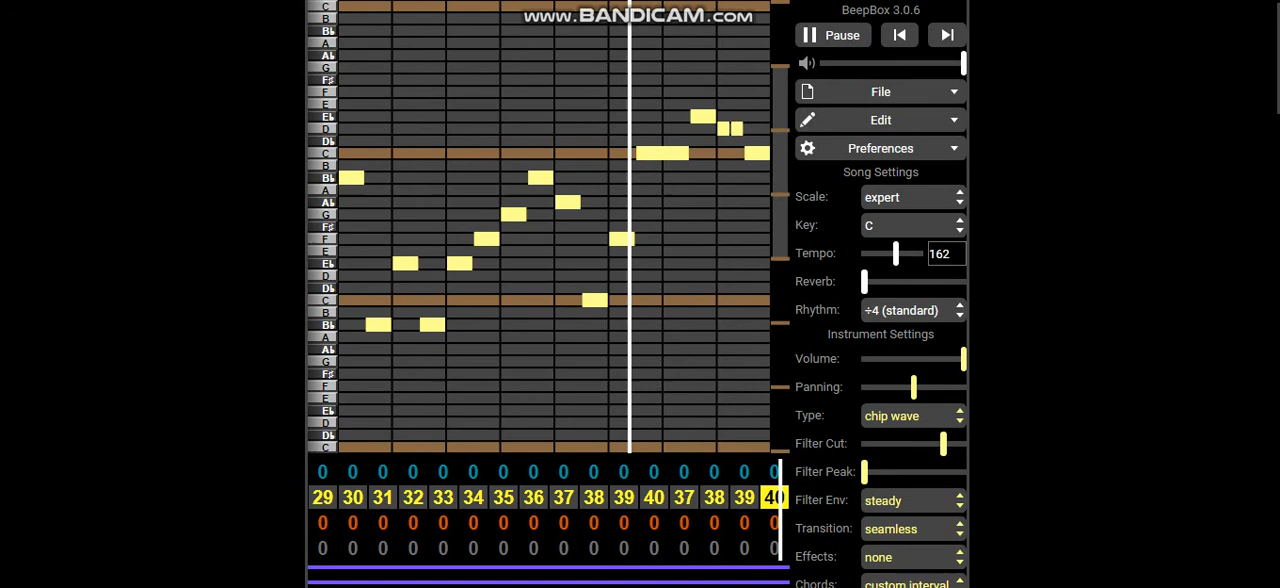 www.BANDICAM.com
C
B
B♭
A
A♭
G
F♯
F
E
E♭
D
D♭
C
B
B♭
A
A♭
G
F♯
F
E
E♭
D
D♭
C
B
B♭
A
A♭
G
F♯
F
E
E♭
D
D♭
C
0 0 0 0 0 0 0 0 0 0 0 0 0 0 0 0
29 30 31 32 33 34 35 36 37 38 39 40 37 38 39 40
0 0 0 0 0 0 0 0 0 0 0 0 0 0 0 0
0 0 0 0 0 0 0 0 0 0 0 0 0 0 0 0
BeepBox 3.0.6
Pause
File
Edit
Preferences
Song Settings
Scale: expert
Key: C
Tempo: 162
Reverb:
Rhythm: ÷4 (standard)
Instrument Settings
Volume:
Panning:
Type: chip wave
Filter Cut:
Filter Peak:
Filter Env: steady
Transition: seamless
Effects: none
Chords: custom interval